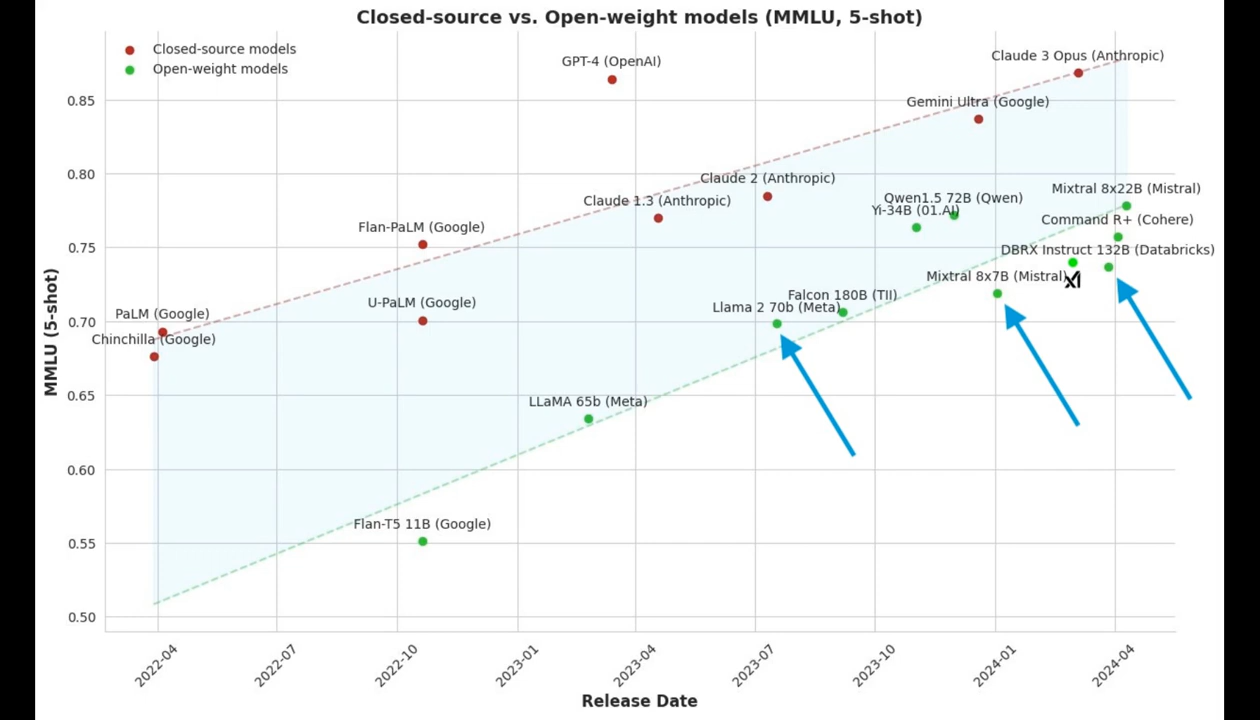 Closed-source vs. Open-weight models (MMLU, 5-shot)
Closed-source models
Open-weight models
GPT-4 (OpenAI)
Claude 3 Opus (Anthropic)
Gemini Ultra (Google)
Claude 2 (Anthropic)
Claude 1.3 (Anthropic)
Mixtral 8x22B (Mistral)
Qwen1.5 72B (Qwen)
Yi-34B (01.AI)
Command R+ (Cohere)
Flan-PaLM (Google)
DBRX Instruct 132B (Databricks)
Mixtral 8x7B (Mistral)
xI
U-PaLM (Google)
Falcon 180B (TII)
Llama 2 70b (Meta)
PaLM (Google)
Chinchilla (Google)
LLaMA 65b (Meta)
Flan-T5 11B (Google)
MMLU (5-shot)
0.85
0.80
0.75
0.70
0.65
0.60
0.55
0.50
2022-04
2022-07
2022-10
2023-01
2023-04
2023-07
2023-10
2024-01
2024-04
Release Date